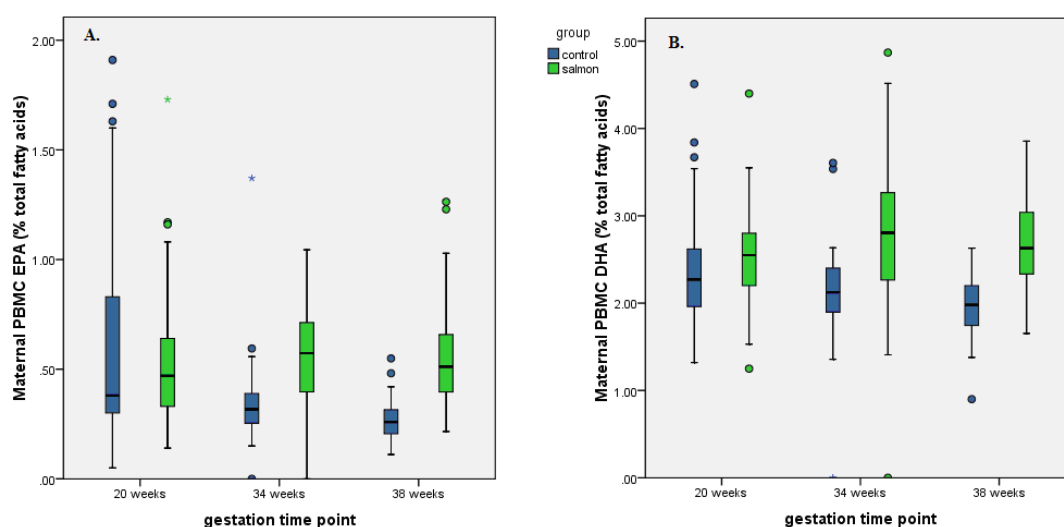 A.
Maternal PBMC EPA (% total fatty acids)
2.00
1.50
1.00
.50
.00
20 weeks
34 weeks
38 weeks
gestation time point
group
control
salmon
B.
Maternal PBMC DHA (% total fatty acids)
5.00
4.00
3.00
2.00
1.00
.00
20 weeks
34 weeks
38 weeks
gestation time point